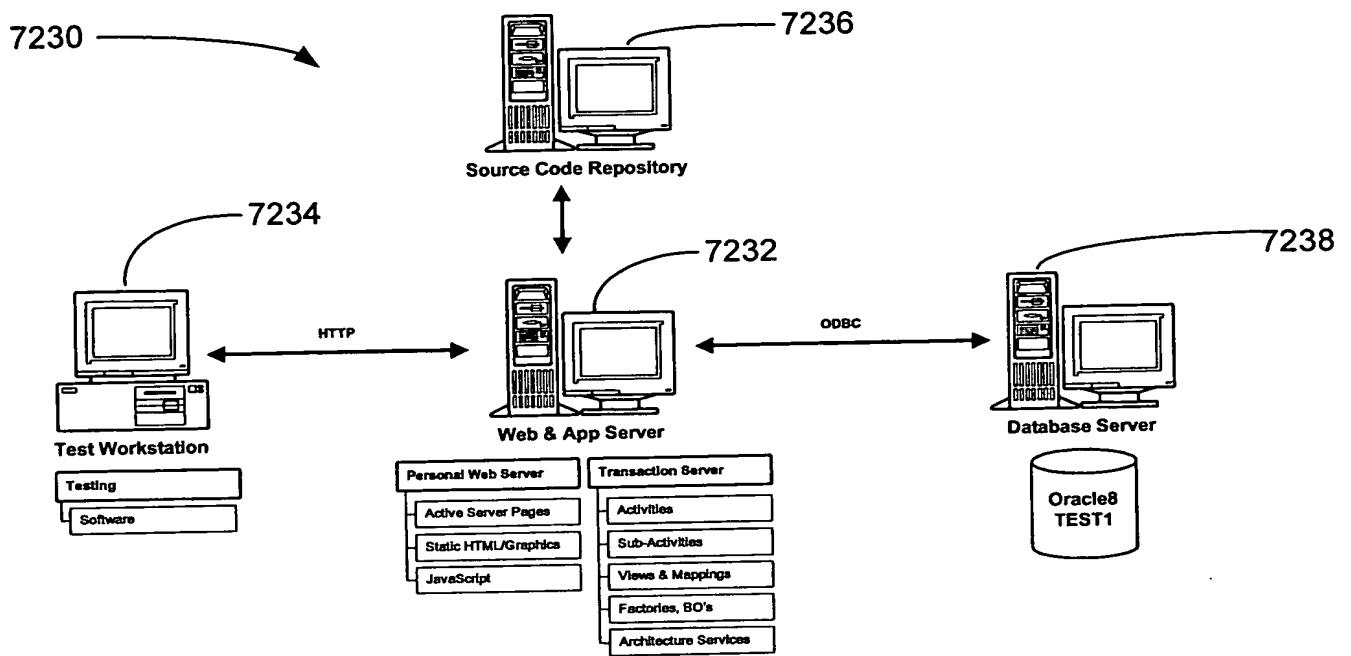 7230
7236
Source Code Repository
7234
7232
7238
HTTP
ODBC
Test Workstation
Web & App Server
Database Server
Testing
Software
Personal Web Server
Active Server Pages
Static HTML/Graphics
JavaScript
Transaction Server
Activities
Sub-Activities
Views & Mappings
Factories, BO's
Architecture Services
Oracle8
TEST1